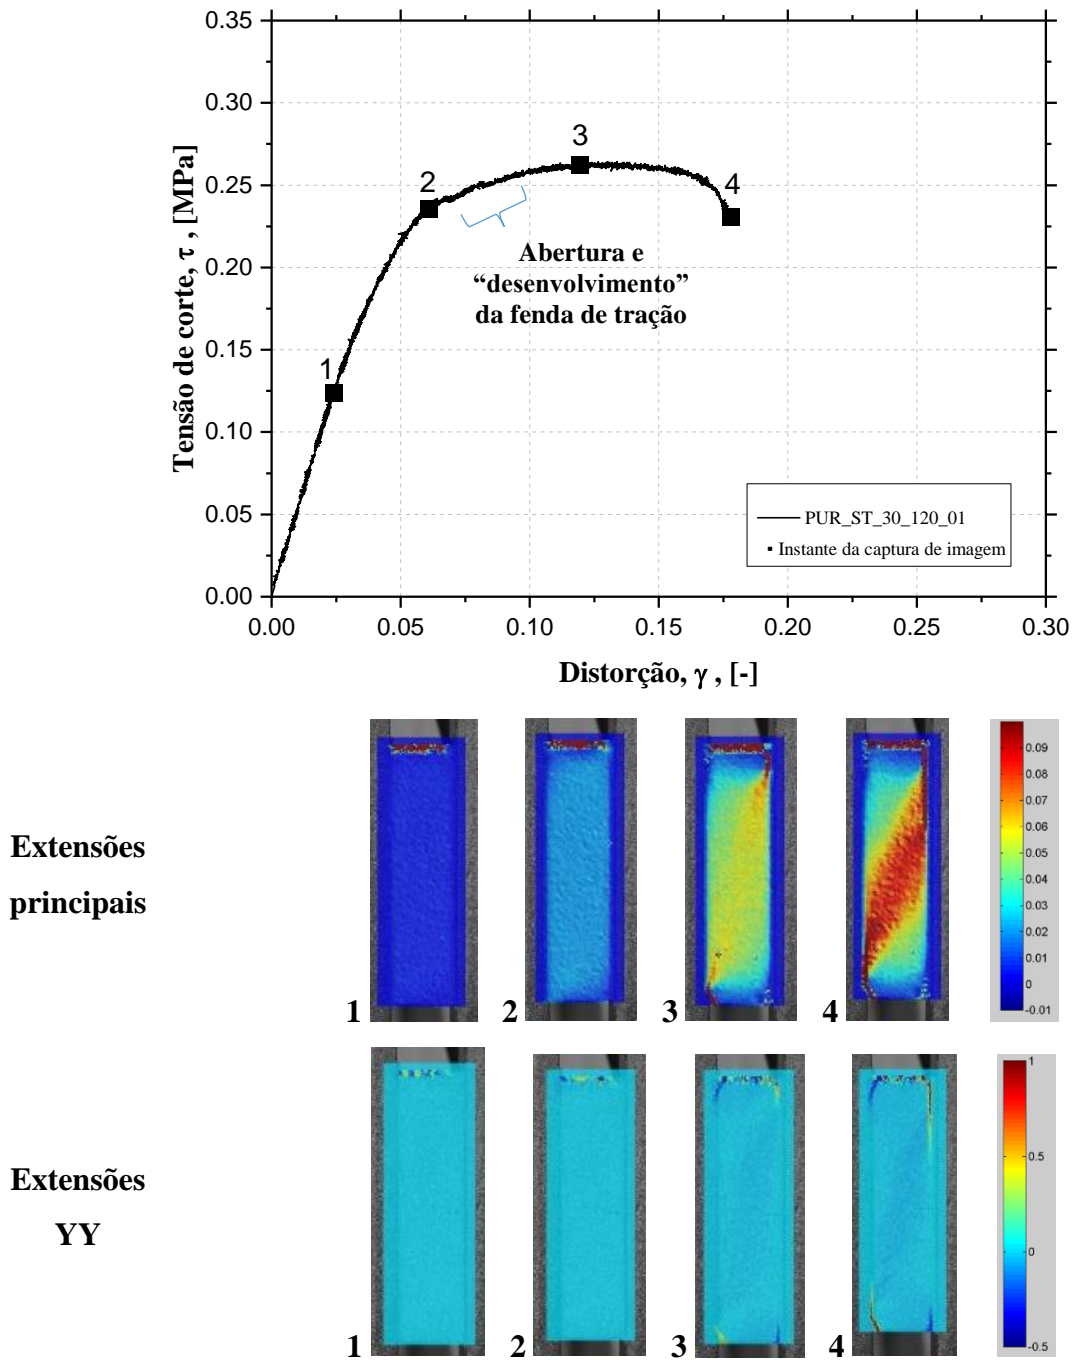 0.35
0.30
0.25
0.20
0.15
0.10
0.05
0.00
Tensão de corte, τ , [MPa]
1
2
3
4
Abertura e
“desenvolvimento”
da fenda de tração
PUR_ST_30_120_01
Instante da captura de imagem
0.00 0.05 0.10 0.15 0.20 0.25 0.30
Distorção, γ , [-]
Extensões
principais
1 2 3 4
0.09
0.08
0.07
0.06
0.05
0.04
0.03
0.02
0.01
0
-0.01
Extensões
YY
1 2 3 4
1
0.5
0
-0.5